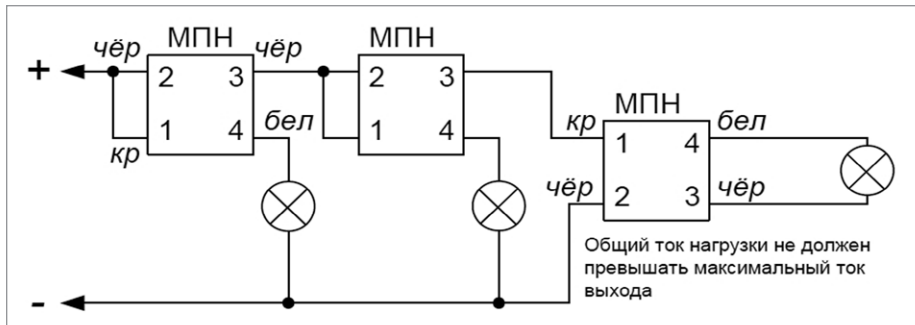 МПН
МПН
чёр
чёр
+
2 3
2 3
МПН
1 4
бел
1 4
кр
бел
кр
1 4
чёр
чёр
2 3
Общий ток нагрузки не должен
превышать максимальный ток
выхода
-